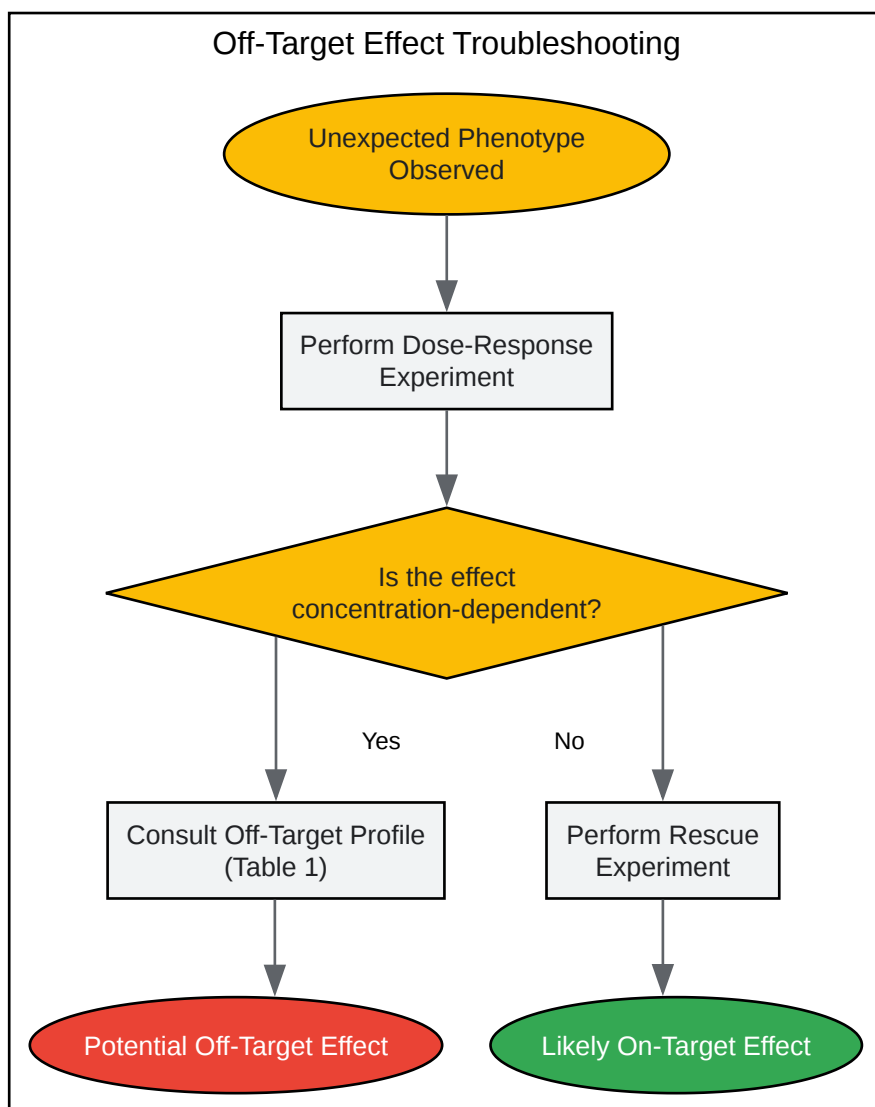 Off-Target Effect Troubleshooting
Unexpected Phenotype
Observed
Perform Dose-Response
Experiment
Is the effect
concentration-dependent?
Yes
No
Consult Off-Target Profile
(Table 1)
Perform Rescue
Experiment
Potential Off-Target Effect
Likely On-Target Effect